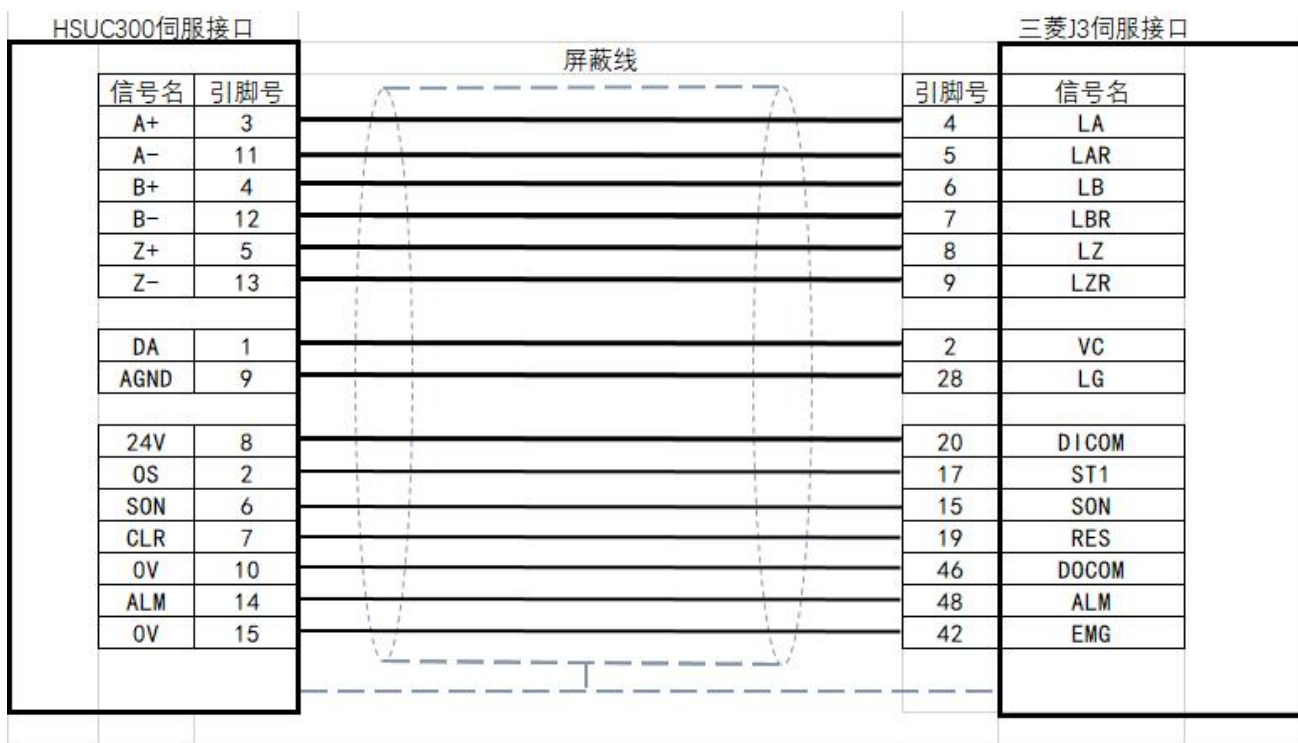 HSUC300伺服接口 三菱J3伺服接口
屏蔽线
信号名 引脚号 引脚号 信号名
A+ 3 4 LA
A- 11 5 LAR
B+ 4 6 LB
B- 12 7 LBR
Z+ 5 8 LZ
Z- 13 9 LZR
DA 1 2 VC
AGND 9 28 LG
24V 8 20 DICOM
OS 2 17 ST1
SON 6 15 SON
CLR 7 19 RES
0V 10 46 DOCOM
ALM 14 48 ALM
0V 15 42 EMG